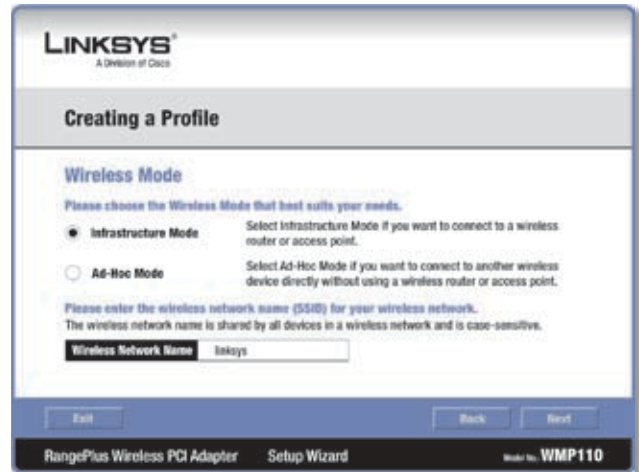 LINKSYS®
A Division of Cisco
Creating a Profile
Wireless Mode
Please choose the Wireless Mode that best suits your needs.
Infrastructure Mode
Select Infrastructure Mode if you want to connect to a wireless
router or access point.
Ad-Hoc Mode
Select Ad-Hoc Mode if you want to connect to another wireless
device directly without using a wireless router or access point.
Please enter the wireless network name (SSID) for your wireless network.
The wireless network name is shared by all devices in a wireless network and is case-sensitive.
Wireless Network Name linksys
Exit Back Next
RangePlus Wireless PCI Adapter Setup Wizard Model No. WMP110